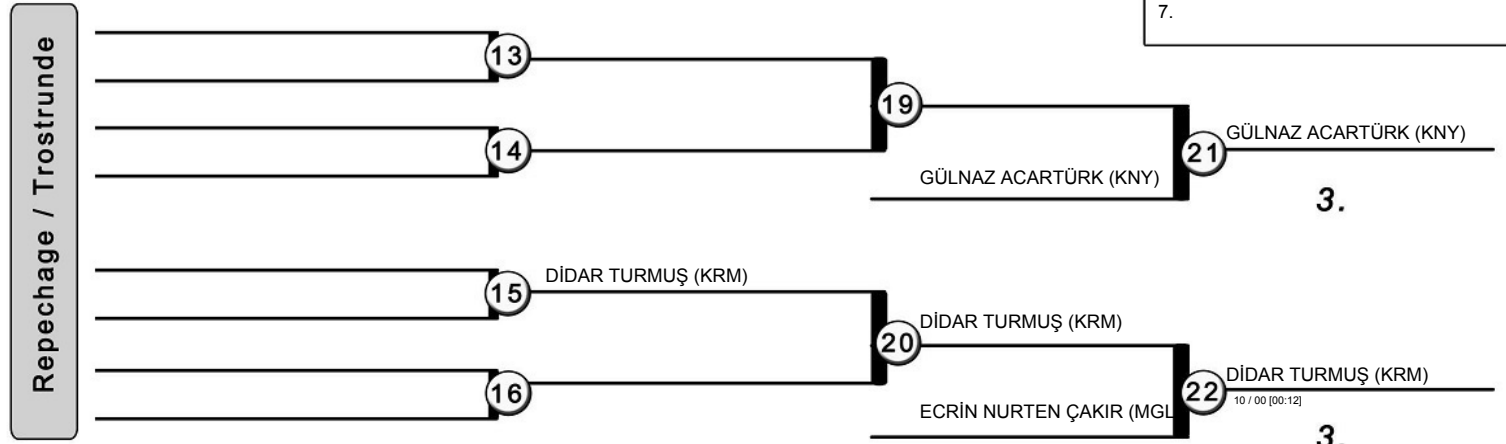 7.
Repechage / Trostrunde
13
14
19
GÜLNAZ ACARTÜRK (KNY)
21
GÜLNAZ ACARTÜRK (KNY)
3.
15
DİDAR TURMUŞ (KRM)
16
20
DİDAR TURMUŞ (KRM)
ECRİN NURTEN ÇAKIR (MGL
22
DİDAR TURMUŞ (KRM)
10 / 00 [00:12]
3.